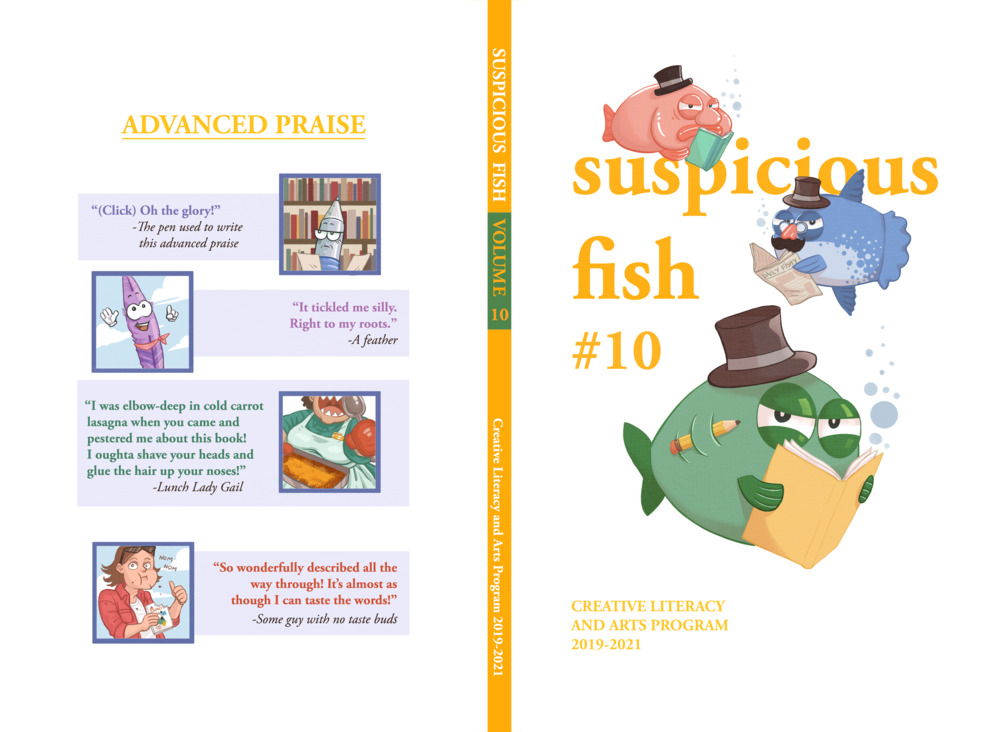 ADVANCED PRAISE
“(Click) Oh the glory!”
-The pen used to write
this advanced praise
“It tickled me silly.
Right to my roots.”
-A feather
“I was elbow-deep in cold carrot
lasagna when you came and
pestered me about this book!
I oughta shave your heads and
glue the hair up your noses!”
-Lunch Lady Gail
NOM
NOM
“So wonderfully described all the
way through! It’s almost as
though I can taste the words!”
-Some guy with no taste buds
SUSPICIOUS FISH VOLUME 10
Creative Literacy and Arts Program 2019-2021
suspicious
fish
#10
DAILY FISHY
CREATIVE LITERACY
AND ARTS PROGRAM
2019-2021